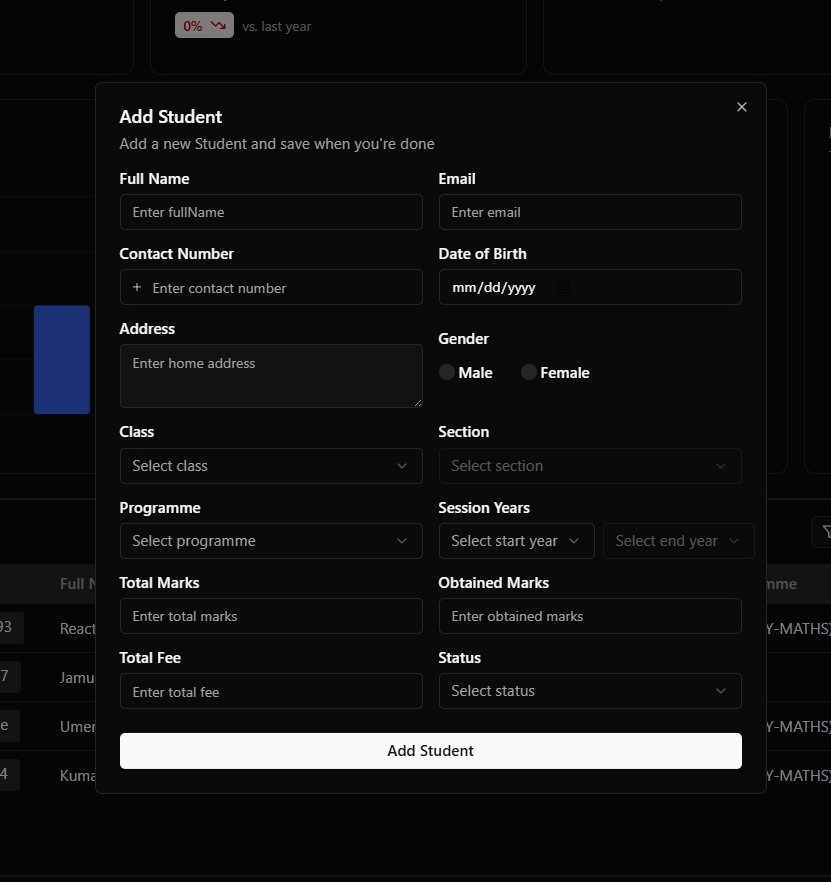 0% vs. last year
Add Student
Add a new Student and save when you're done
Full Name Email
Enter fullName Enter email
Contact Number Date of Birth
+ Enter contact number mm/dd/yyyy
Address Gender
Enter home address
Male Female
Class Section
Select class Select section
Programme Session Years
Select programme Select start year Select end year
Total Marks Obtained Marks
Full N
mme
Enter total marks Enter obtained marks
93 React Y-MATHS)
Total Fee Status
7 Jamu
Enter total fee Select status
e Umer Y-MATHS)
Add Student
4 Kuma Y-MATHS)